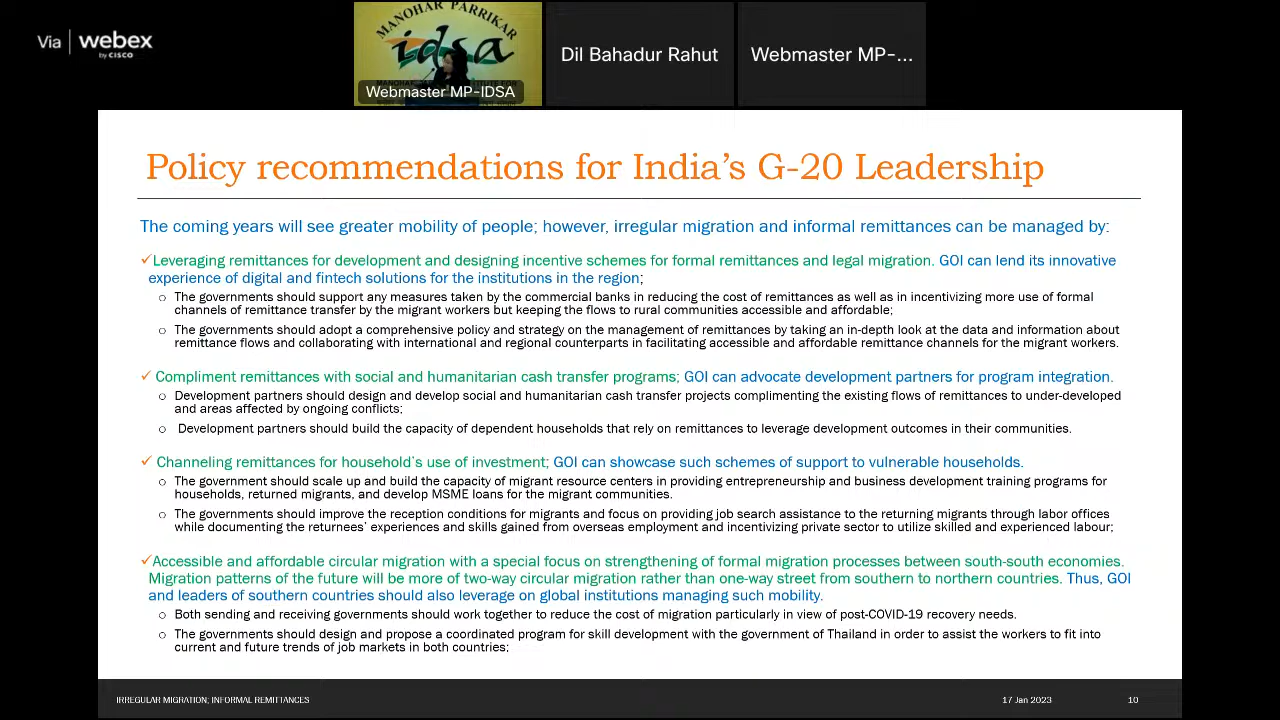 Via webex
by CISCO
MANOHAR PARRIKAR
idsa
Webmaster MP-IDSA
Dil Bahadur Rahut
Webmaster MP-...
Policy recommendations for India's G-20 Leadership
The coming years will see greater mobility of people; however, irregular migration and informal remittances can be managed by:
✓Leveraging remittances for development and designing incentive schemes for formal remittances and legal migration. GOI can lend its innovative
experience of digital and fintech solutions for the institutions in the region;
o The governments should support any measures taken by the commercial banks in reducing the cost of remittances as well as in incentivizing more use of formal
channels of remittance transfer by the migrant workers but keeping the flows to rural communities accessible and affordable;
o The governments should adopt a comprehensive policy and strategy on the management of remittances by taking an in-depth look at the data and information about
remittance flows and collaborating with international and regional counterparts in facilitating accessible and affordable remittance channels for the migrant workers.
✓ Compliment remittances with social and humanitarian cash transfer programs; GOI can advocate development partners for program integration.
o Development partners should design and develop social and humanitarian cash transfer projects complimenting the existing flows of remittances to under-developed
and areas affected by ongoing conflicts;
o Development partners should build the capacity of dependent households that rely on remittances to leverage development outcomes in their communities.
✓ Channeling remittances for household's use of investment; GOI can showcase such schemes of support to vulnerable households.
o The government should scale up and build the capacity of migrant resource centers in providing entrepreneurship and business development training programs for
households, returned migrants, and develop MSME loans for the migrant communities.
o The governments should improve the reception conditions for migrants and focus on providing job search assistance to the returning migrants through labor offices
while documenting the returnees' experiences and skills gained from overseas employment and incentivizing private sector to utilize skilled and experienced labour;
✓Accessible and affordable circular migration with a special focus on strengthening of formal migration processes between south-south economies.
Migration patterns of the future will be more of two-way circular migration rather than one-way street from southern to northern countries. Thus, GOI
and leaders of southern countries should also leverage on global institutions managing such mobility.
o Both sending and receiving governments should work together to reduce the cost of migration particularly in view of post-COVID-19 recovery needs.
o The governments should design and propose a coordinated program for skill development with the government of Thailand in order to assist the workers to fit into
current and future trends of job markets in both countries;
IRREGULAR MIGRATION; INFORMAL REMITTANCES
17 Jan 2023
10